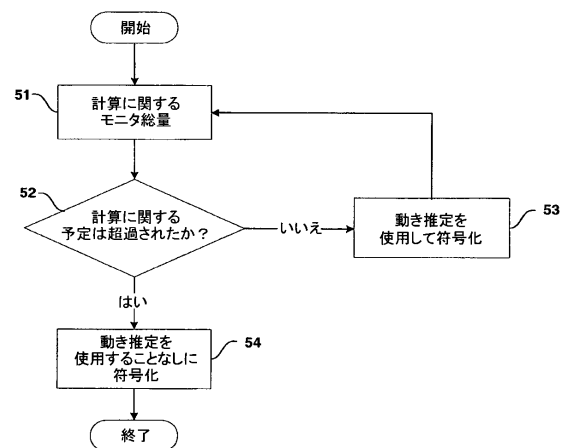 開始
51
計算に関する
モニタ総量
52
計算に関する
予定は超過されたか?
いいえ
動き推定を
使用して符号化
53
はい
動き推定を
使用することなしに
符号化
54
終了